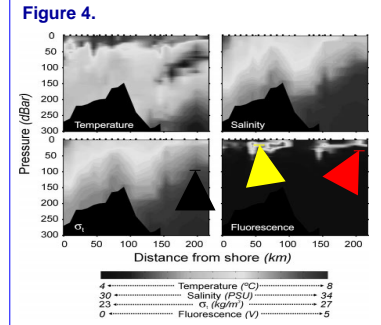 Figure 4.
0
50
100
150
200
250
300
Temperature
Salinity
Pressure (dBar)
0
50
100
150
200
250
300
σt
Fluorescence
0 50 100 150 200
0 50 100 150 200
Distance from shore (km)
4 Temperature (ºC) 8
30 Salinity (PSU) 34
23 σt (kg/m³) 27
0 Fluorescence (V) 5